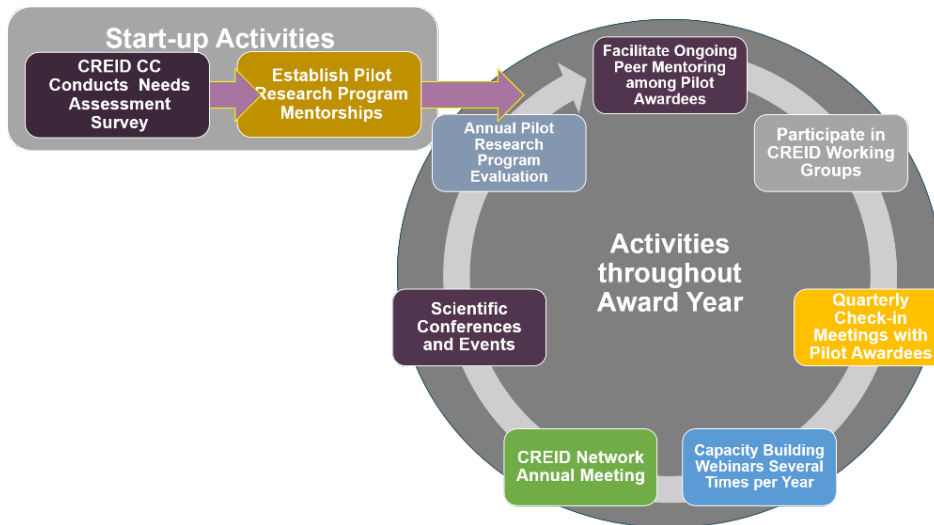 Start-up Activities
CREID CC
Conducts Needs
Assessment
Survey
Establish Pilot
Research Program
Mentorships
Facilitate Ongoing
Peer Mentoring
among Pilot
Awardees
Participate in
CREID Working
Groups
Quarterly
Check-in
Meetings with
Pilot Awardees
Capacity Building
Webinars Several
Times per Year
CREID Network
Annual Meeting
Scientific
Conferences
and Events
Annual Pilot
Research
Program
Evaluation
Activities
throughout
Award Year